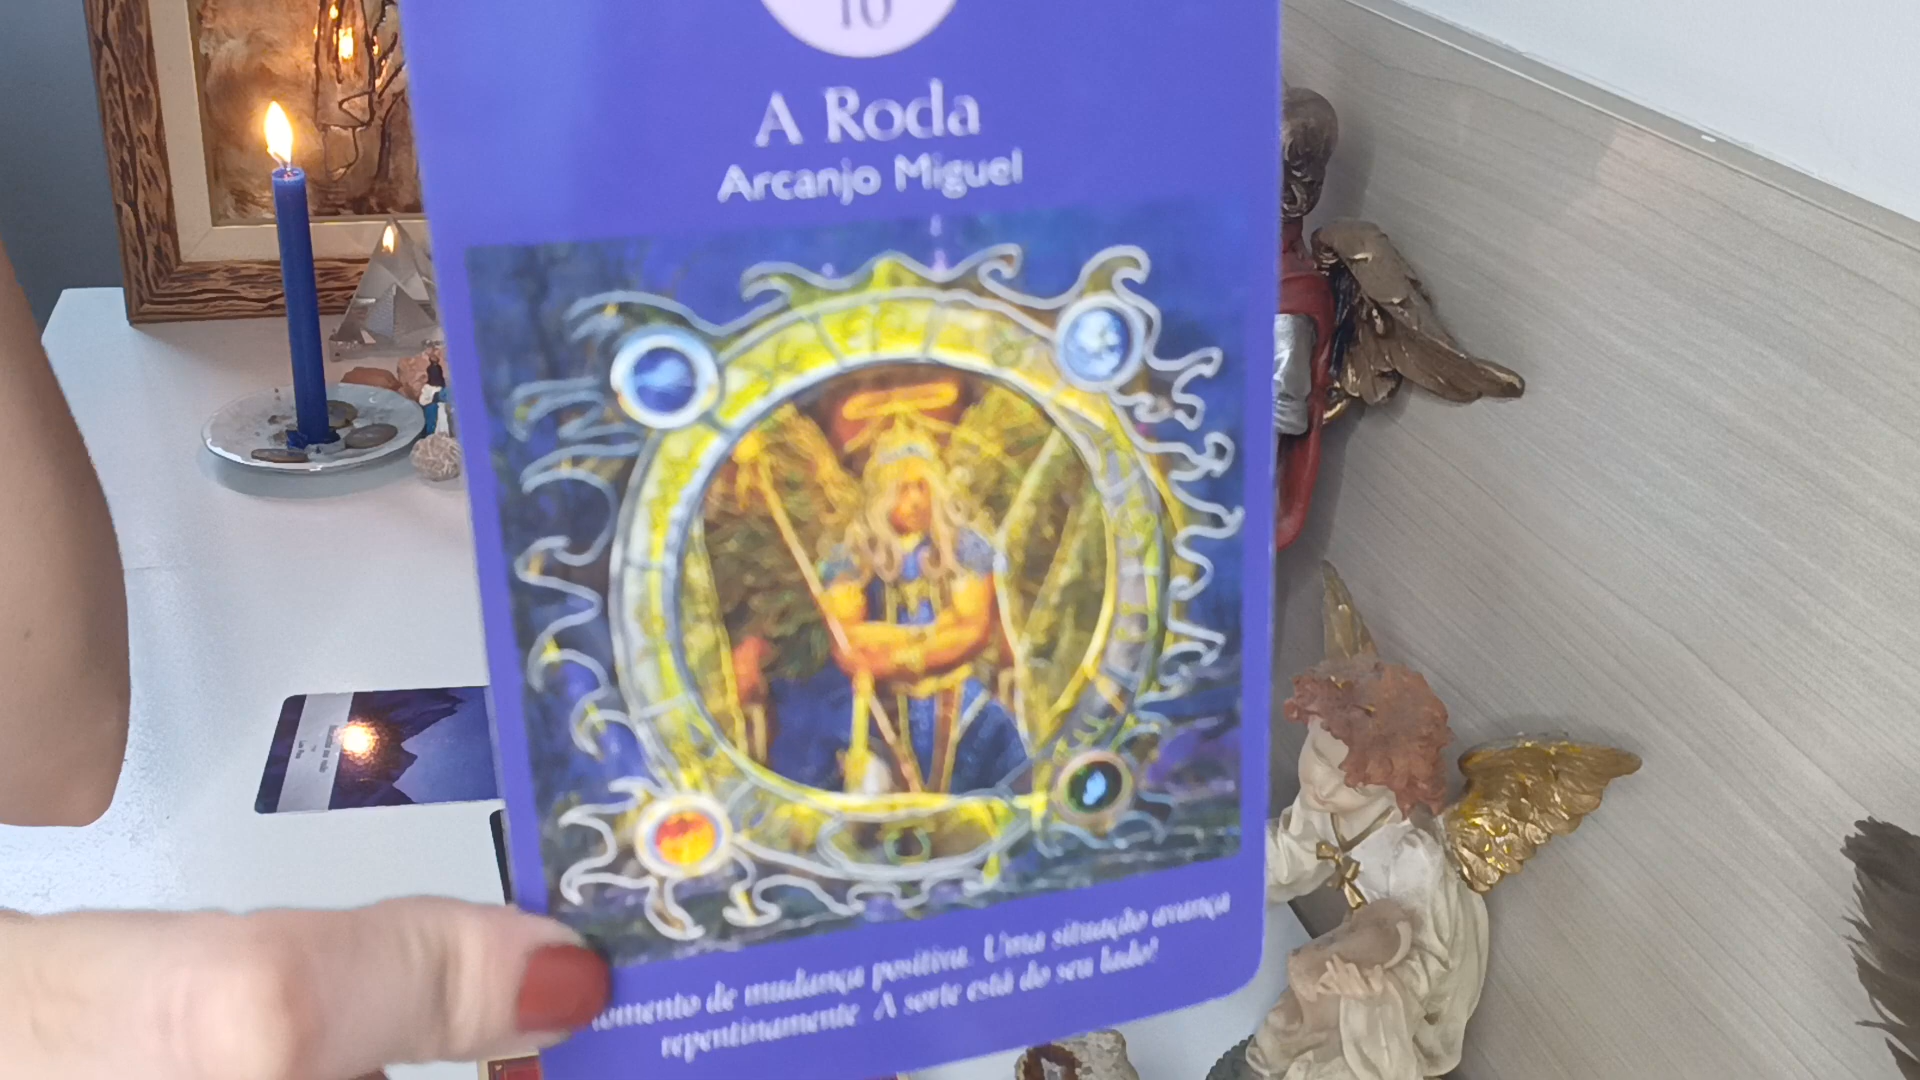 10
A Roda
Arcanjo Miguel
omento de mudança positiva. Uma situação avança
repentinamente. A sorte está do seu lado!